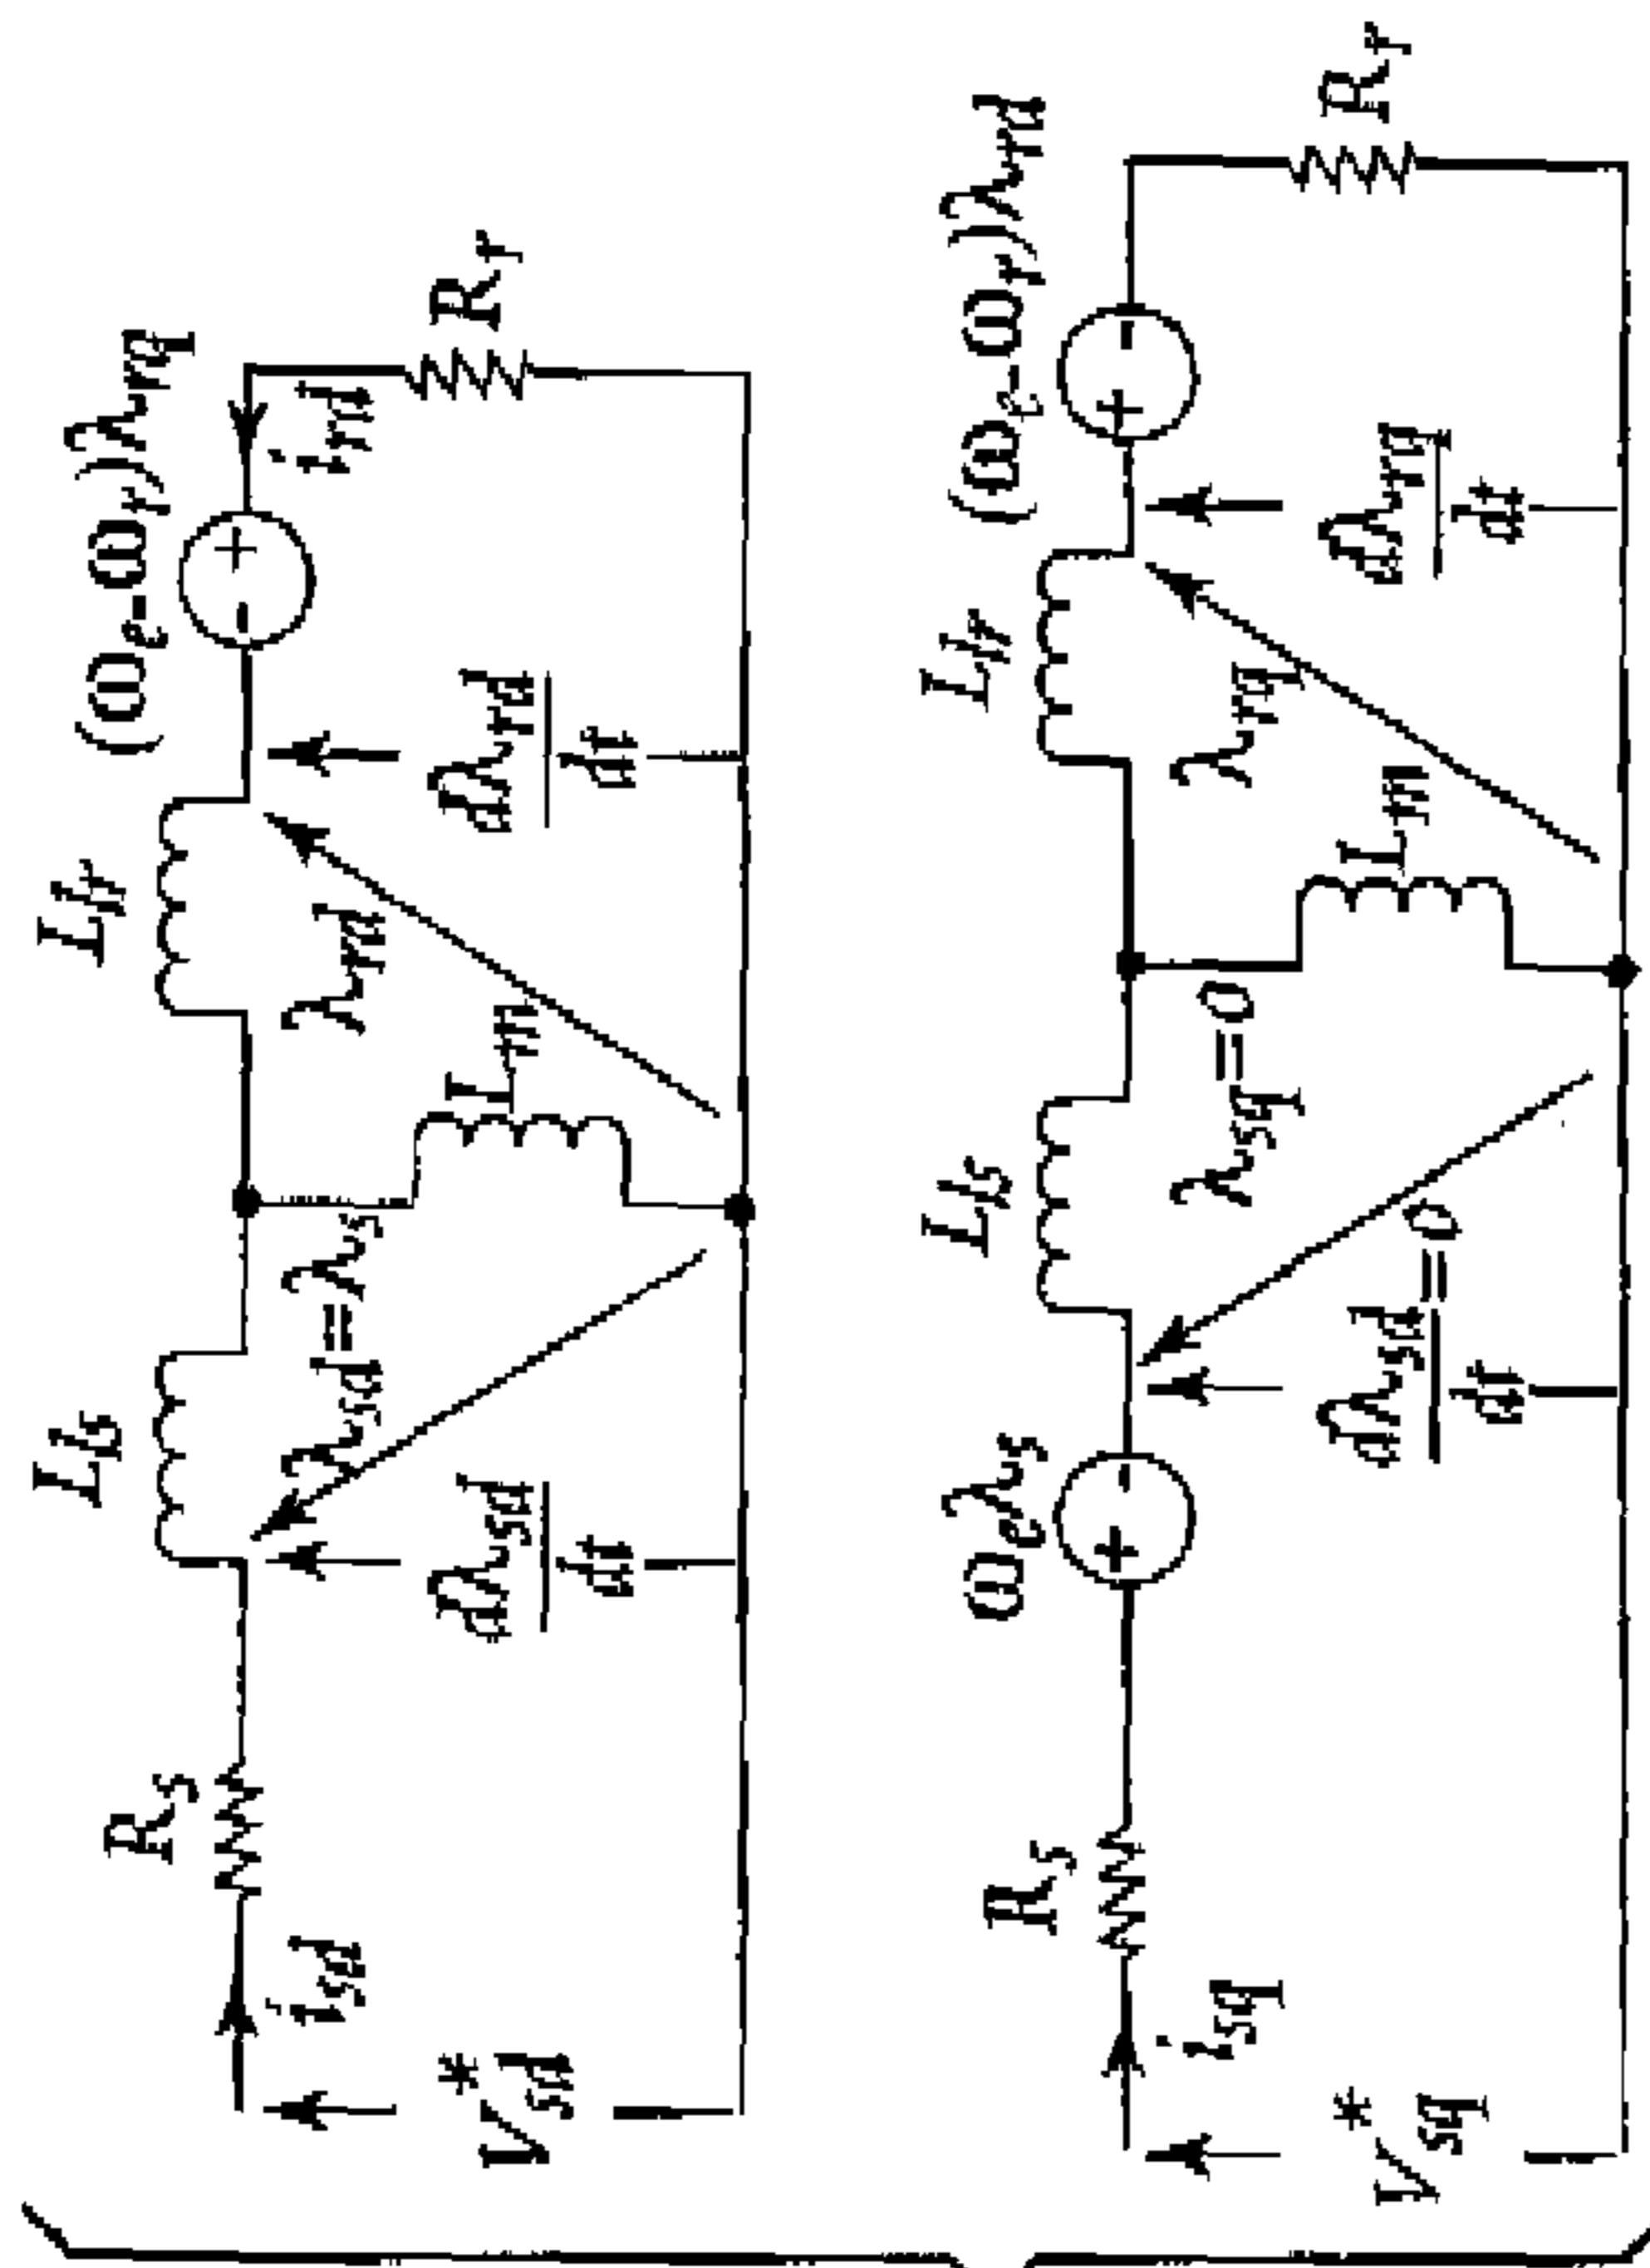 R_s
L_ls
L_lr
(ω_e-ω_r)λ_rq
i_sd
V*_sd
dλ_sd
dt
λ_sd=λ_s
L_m
λ_rd
dλ_rd
dt
i_rd
R_r
R_s
ω_eλ_s
L_ls
L_lr
(ω_e-ω_r)λ_rd
i_sq
V*_sq
dλ_sq
dt
=0
λ_sq=0
L_m
λ_rq
dλ_rq
dt
R_r